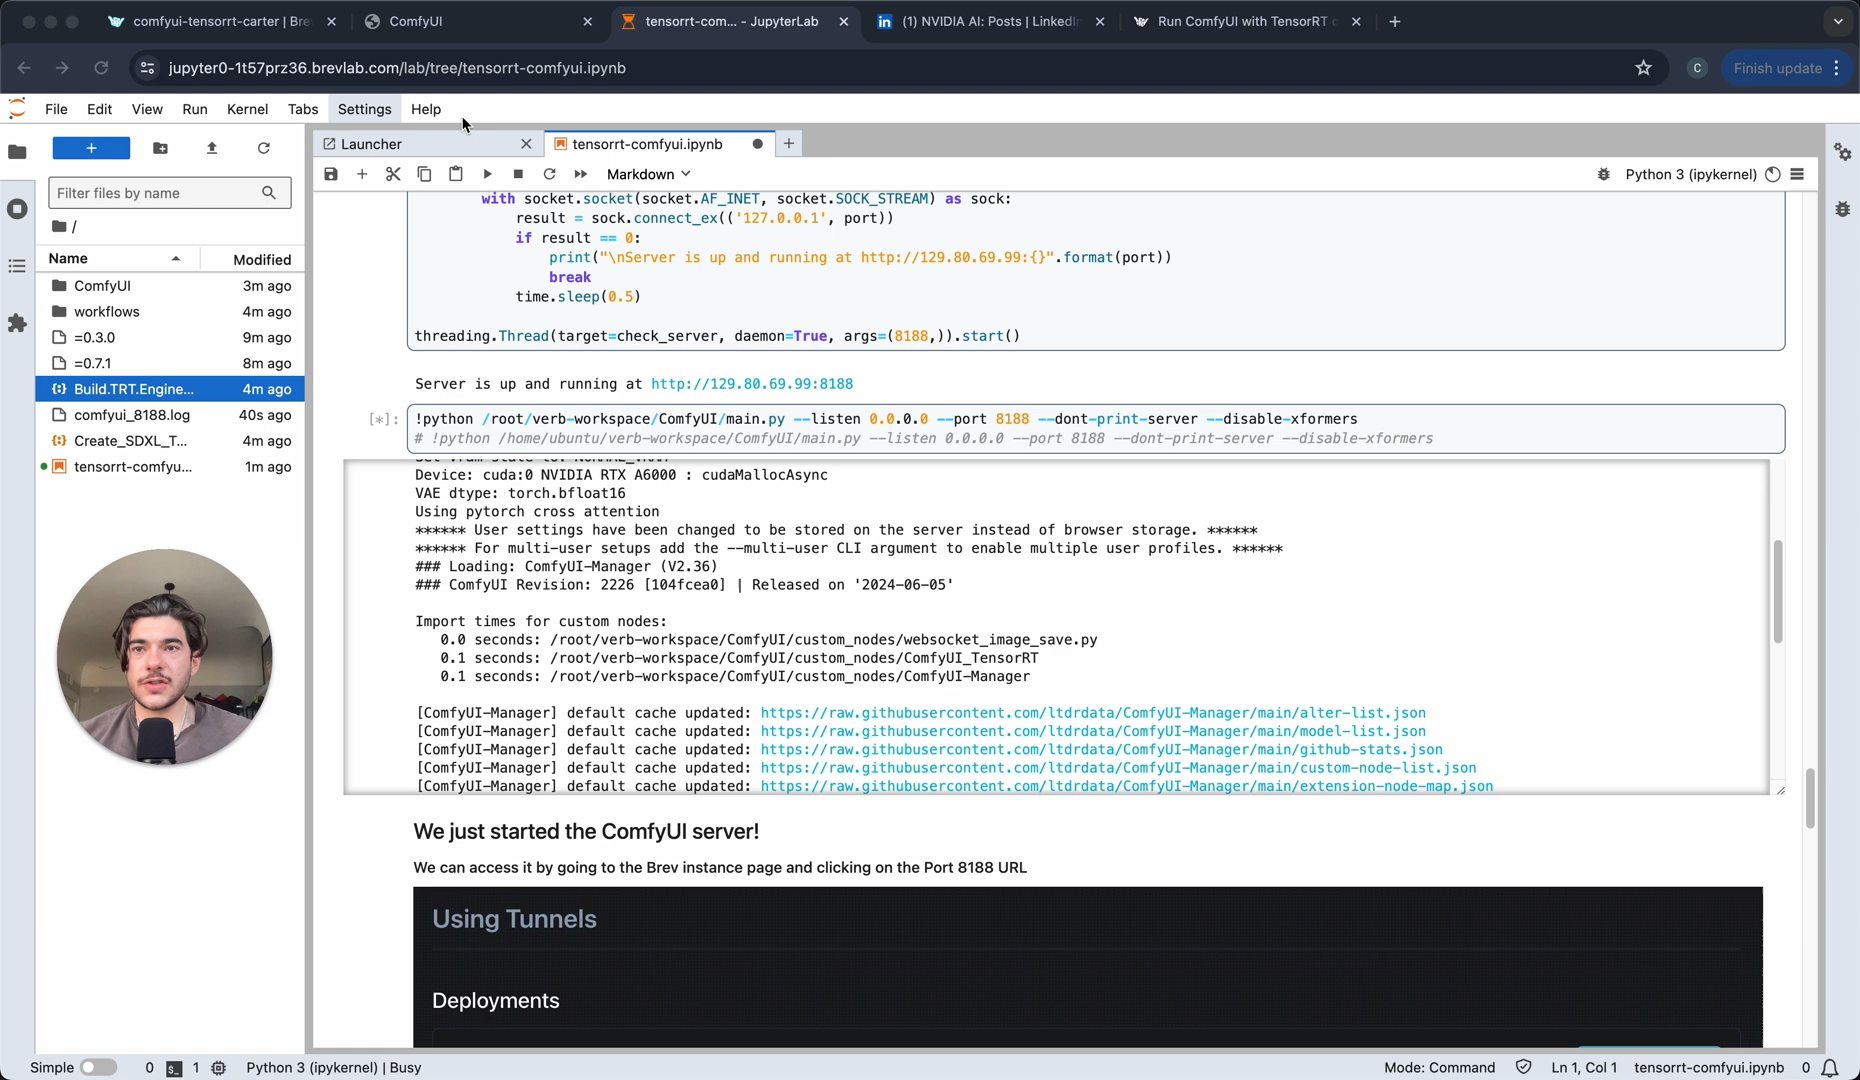 comfyui-tensorrt-carter | Bre
ComfyUI
tensorrt-com... - JupyterLab
(1) NVIDIA AI: Posts | LinkedIn
Run ComfyUI with TensorRT
jupyter0-1t57prz36.brevlab.com/lab/tree/tensorrt-comfyui.ipynb
C
Finish update
File Edit View Run Kernel Tabs Settings Help
Launcher
tensorrt-comfyui.ipynb
Markdown
Python 3 (ipykernel)
Filter files by name
/
Name Modified
ComfyUI 3m ago
workflows 4m ago
=0.3.0 9m ago
=0.7.1 8m ago
Build.TRT.Engine... 4m ago
comfyui_8188.log 40s ago
Create_SDXL_T... 4m ago
tensorrt-comfyu... 1m ago
with socket.socket(socket.AF_INET, socket.SOCK_STREAM) as sock:
result = sock.connect_ex(('127.0.0.1', port))
if result == 0:
print("\nServer is up and running at http://129.80.69.99:{}".format(port))
break
time.sleep(0.5)
threading.Thread(target=check_server, daemon=True, args=(8188,)).start()
Server is up and running at http://129.80.69.99:8188
[*]:
!python /root/verb-workspace/ComfyUI/main.py --listen 0.0.0.0 --port 8188 --dont-print-server --disable-xformers
# !python /home/ubuntu/verb-workspace/ComfyUI/main.py --listen 0.0.0.0 --port 8188 --dont-print-server --disable-xformers
Set vram state to: NORMAL_VRAM
Device: cuda:0 NVIDIA RTX A6000 : cudaMallocAsync
VAE dtype: torch.bfloat16
Using pytorch cross attention
****** User settings have been changed to be stored on the server instead of browser storage. ******
****** For multi-user setups add the --multi-user CLI argument to enable multiple user profiles. ******
### Loading: ComfyUI-Manager (V2.36)
### ComfyUI Revision: 2226 [104fcea0] | Released on '2024-06-05'
Import times for custom nodes:
0.0 seconds: /root/verb-workspace/ComfyUI/custom_nodes/websocket_image_save.py
0.1 seconds: /root/verb-workspace/ComfyUI/custom_nodes/ComfyUI_TensorRT
0.1 seconds: /root/verb-workspace/ComfyUI/custom_nodes/ComfyUI-Manager
[ComfyUI-Manager] default cache updated: https://raw.githubusercontent.com/ltdrdata/ComfyUI-Manager/main/alter-list.json
[ComfyUI-Manager] default cache updated: https://raw.githubusercontent.com/ltdrdata/ComfyUI-Manager/main/model-list.json
[ComfyUI-Manager] default cache updated: https://raw.githubusercontent.com/ltdrdata/ComfyUI-Manager/main/github-stats.json
[ComfyUI-Manager] default cache updated: https://raw.githubusercontent.com/ltdrdata/ComfyUI-Manager/main/custom-node-list.json
[ComfyUI-Manager] default cache updated: https://raw.githubusercontent.com/ltdrdata/ComfyUI-Manager/main/extension-node-map.json
We just started the ComfyUI server!
We can access it by going to the Brev instance page and clicking on the Port 8188 URL
Using Tunnels
Deployments
Simple 0 1 Python 3 (ipykernel) | Busy
Mode: Command Ln 1, Col 1 tensorrt-comfyui.ipynb 0